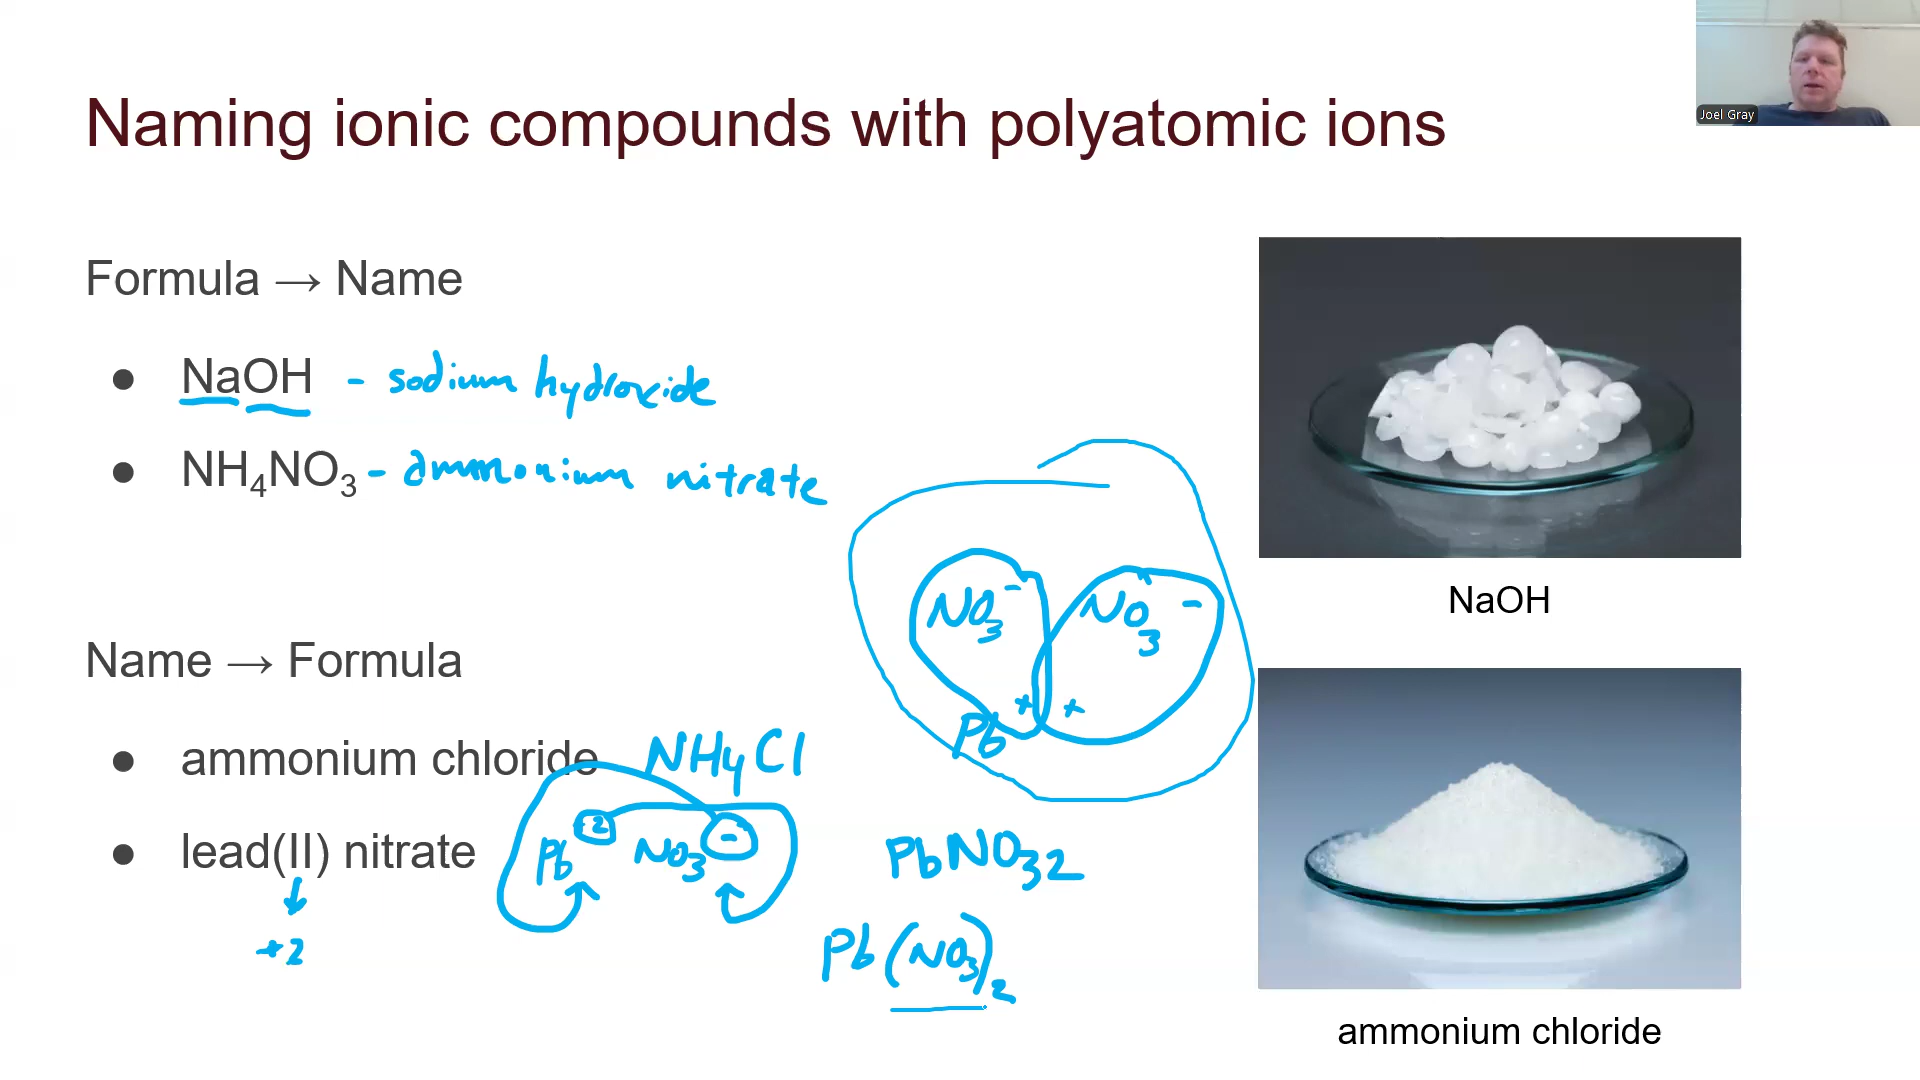 Joel Gray
Naming ionic compounds with polyatomic ions
Formula → Name
● NaOH - sodium hydroxide
● NH₄NO₃ - ammonium nitrate
NO₃⁻ NO₃ -
+ +
Pb
NaOH
Name → Formula
● ammonium chloride NH₄Cl
● lead(II) nitrate Pb⁺² NO₃⁻
↓
+2
PbNO₃2
Pb(NO₃)₂
ammonium chloride